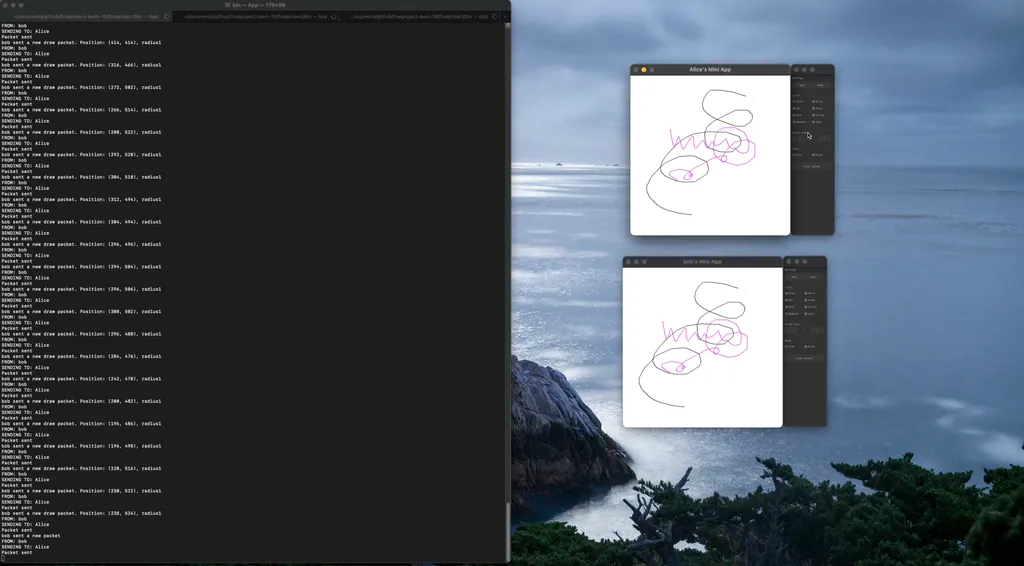 bin — App — 179×99
FROM: bob
SENDING TO: Alice
Packet sent
bob sent a new draw packet. Position: (414, 414), radius1
FROM: bob
SENDING TO: Alice
Packet sent
bob sent a new draw packet. Position: (316, 466), radius1
FROM: bob
SENDING TO: Alice
Packet sent
bob sent a new draw packet. Position: (272, 502), radius1
FROM: bob
SENDING TO: Alice
Packet sent
bob sent a new draw packet. Position: (266, 514), radius1
FROM: bob
SENDING TO: Alice
Packet sent
bob sent a new draw packet. Position: (280, 522), radius1
FROM: bob
SENDING TO: Alice
Packet sent
bob sent a new draw packet. Position: (292, 520), radius1
FROM: bob
SENDING TO: Alice
Packet sent
bob sent a new draw packet. Position: (304, 510), radius1
FROM: bob
SENDING TO: Alice
Packet sent
bob sent a new draw packet. Position: (312, 494), radius1
FROM: bob
SENDING TO: Alice
Packet sent
bob sent a new draw packet. Position: (304, 494), radius1
FROM: bob
SENDING TO: Alice
Packet sent
bob sent a new draw packet. Position: (296, 496), radius1
FROM: bob
SENDING TO: Alice
Packet sent
bob sent a new draw packet. Position: (294, 504), radius1
FROM: bob
SENDING TO: Alice
Packet sent
bob sent a new draw packet. Position: (296, 506), radius1
FROM: bob
SENDING TO: Alice
Packet sent
bob sent a new draw packet. Position: (300, 502), radius1
FROM: bob
SENDING TO: Alice
Packet sent
bob sent a new draw packet. Position: (296, 480), radius1
FROM: bob
SENDING TO: Alice
Packet sent
bob sent a new draw packet. Position: (284, 476), radius1
FROM: bob
SENDING TO: Alice
Packet sent
bob sent a new draw packet. Position: (242, 478), radius1
FROM: bob
SENDING TO: Alice
Packet sent
bob sent a new draw packet. Position: (200, 482), radius1
FROM: bob
SENDING TO: Alice
Packet sent
bob sent a new draw packet. Position: (196, 486), radius1
FROM: bob
SENDING TO: Alice
Packet sent
bob sent a new draw packet. Position: (196, 498), radius1
FROM: bob
SENDING TO: Alice
Packet sent
bob sent a new draw packet. Position: (220, 516), radius1
FROM: bob
SENDING TO: Alice
Packet sent
bob sent a new draw packet. Position: (230, 522), radius1
FROM: bob
SENDING TO: Alice
Packet sent
bob sent a new draw packet. Position: (238, 524), radius1
FROM: bob
SENDING TO: Alice
Packet sent
bob sent a new packet
FROM: bob
SENDING TO: Alice
Packet sent
Alice's Mini App
bob's Mini App